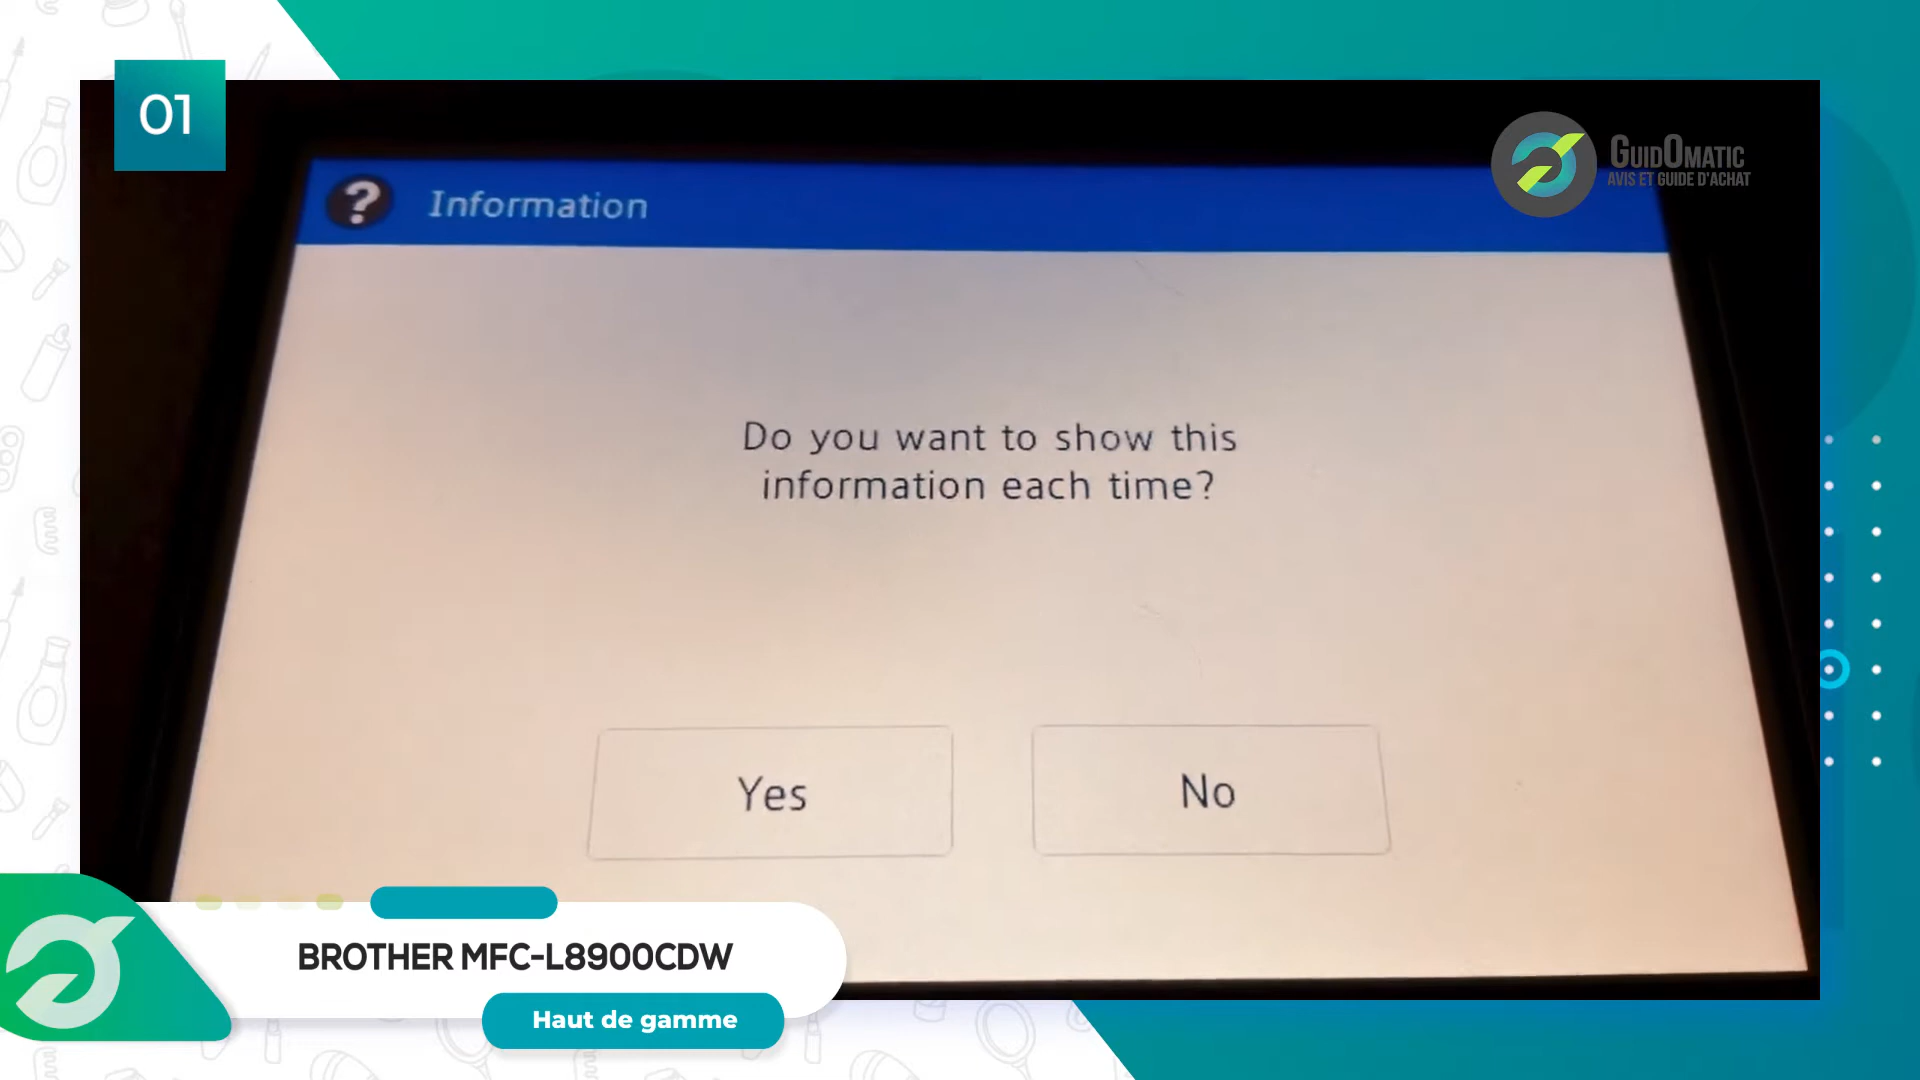 01
GUIDOMATIC
AVIS ET GUIDE D'ACHAT
? Information
Do you want to show this
information each time?
Yes
No
BROTHER MFC-L8900CDW
Haut de gamme